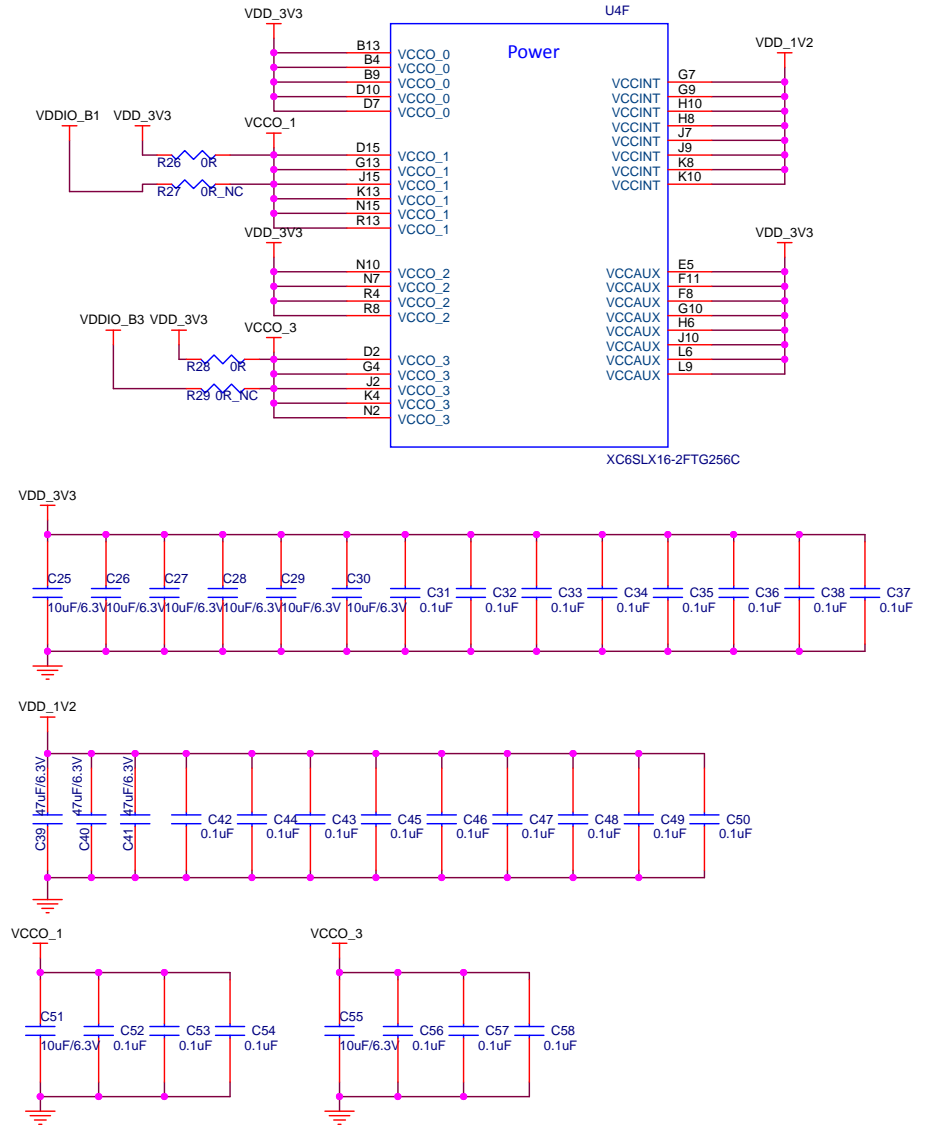 U4F
Power
XC6SLX16-2FTG256C
VDD_3V3
B13 VCCO_0
B4 VCCO_0
B9 VCCO_0
D10 VCCO_0
D7 VCCO_0
VDDIO_B1 VDD_3V3 VCCO_1
R26 0R
R27 0R_NC
D15 VCCO_1
G13 VCCO_1
J15 VCCO_1
K13 VCCO_1
N15 VCCO_1
R13 VCCO_1
VDD_3V3
N10 VCCO_2
N7 VCCO_2
R4 VCCO_2
R8 VCCO_2
VDDIO_B3 VDD_3V3 VCCO_3
R28 0R
R29 0R_NC
D2 VCCO_3
G4 VCCO_3
J2 VCCO_3
K4 VCCO_3
N2 VCCO_3
VDD_1V2
VCCINT G7
VCCINT G9
VCCINT H10
VCCINT H8
VCCINT J7
VCCINT J9
VCCINT K8
VCCINT K10
VDD_3V3
VCCAUX E5
VCCAUX F11
VCCAUX F8
VCCAUX G10
VCCAUX H6
VCCAUX J10
VCCAUX L6
VCCAUX L9
VDD_3V3
C25 C26 C27 C28 C29 C30 C31 C32 C33 C34 C35 C36 C38 C37
10uF/6.3V 10uF/6.3V 10uF/6.3V 10uF/6.3V 10uF/6.3V 10uF/6.3V 0.1uF 0.1uF 0.1uF 0.1uF 0.1uF 0.1uF 0.1uF 0.1uF
VDD_1V2
C39 47uF/6.3V
C40 47uF/6.3V
C41 47uF/6.3V
C42 C44 C43 C45 C46 C47 C48 C49 C50
0.1uF 0.1uF 0.1uF 0.1uF 0.1uF 0.1uF 0.1uF 0.1uF 0.1uF
VCCO_1
C51 C52 C53 C54
10uF/6.3V 0.1uF 0.1uF 0.1uF
VCCO_3
C55 C56 C57 C58
10uF/6.3V 0.1uF 0.1uF 0.1uF